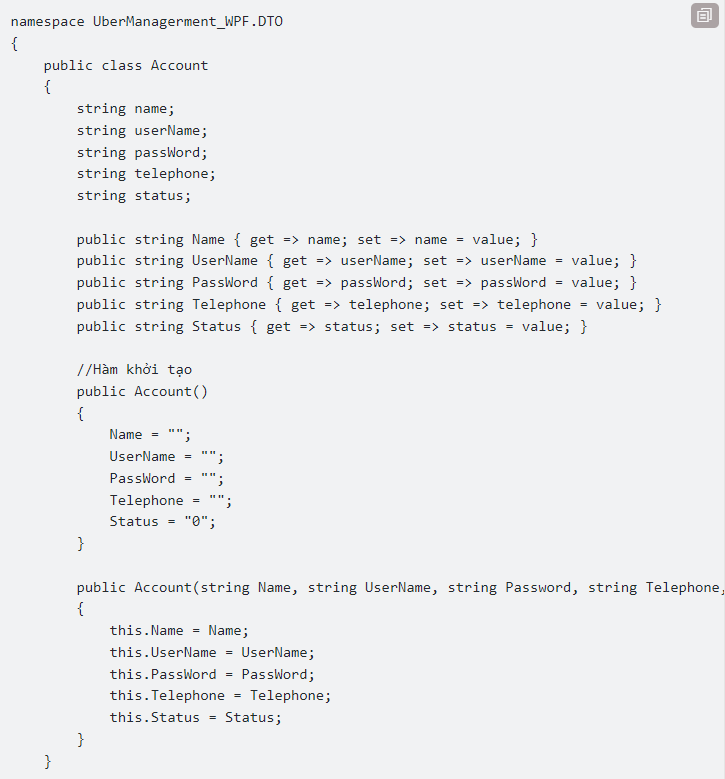 namespace UberManagerment_WPF.DTO
{
    public class Account
    {
        string name;
        string userName;
        string passWord;
        string telephone;
        string status;

        public string Name { get => name; set => name = value; }
        public string UserName { get => userName; set => userName = value; }
        public string PassWord { get => passWord; set => passWord = value; }
        public string Telephone { get => telephone; set => telephone = value; }
        public string Status { get => status; set => status = value; }

        //Hàm khởi tạo
        public Account()
        {
            Name = "";
            UserName = "";
            PassWord = "";
            Telephone = "";
            Status = "0";
        }

        public Account(string Name, string UserName, string Password, string Telephone,
        {
            this.Name = Name;
            this.UserName = UserName;
            this.PassWord = PassWord;
            this.Telephone = Telephone;
            this.Status = Status;
        }
    }